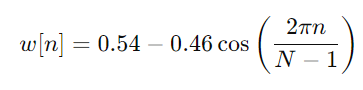 w[n] = 0.54 − 0.46 cos ( 2πn / N − 1 )